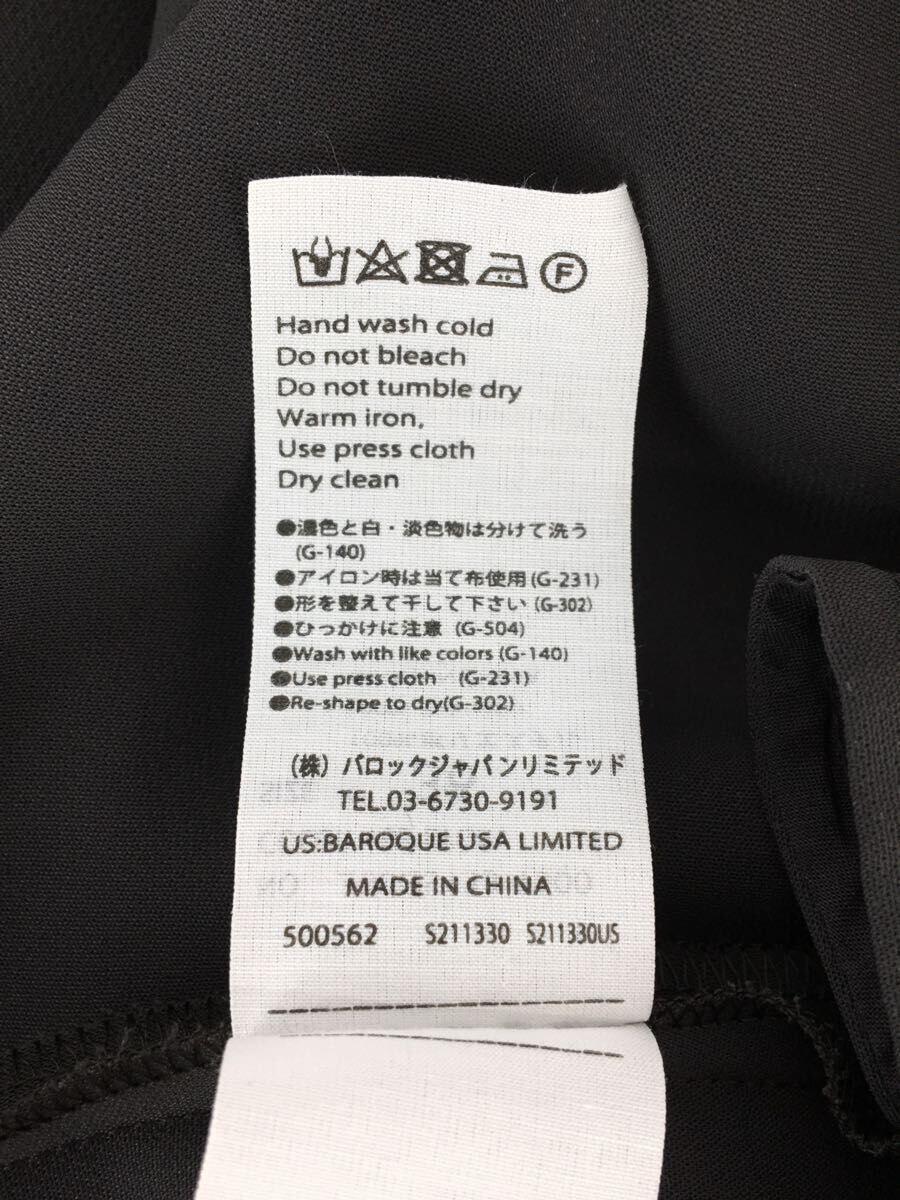 F
Hand wash cold
Do not bleach
Do not tumble dry
Warm iron,
Use press cloth
Dry clean
●濃色と白・淡色物は分けて洗う
(G-140)
●アイロン時は当て布使用(G-231)
●形を整えて干して下さい(G-302)
●ひっかけに注意 (G-504)
●Wash with like colors (G-140)
●Use press cloth (G-231)
●Re-shape to dry(G-302)
(株) バロックジャパンリミテッド
TEL.03-6730-9191
US:BAROQUE USA LIMITED
MADE IN CHINA
500562 S211330 S211330US